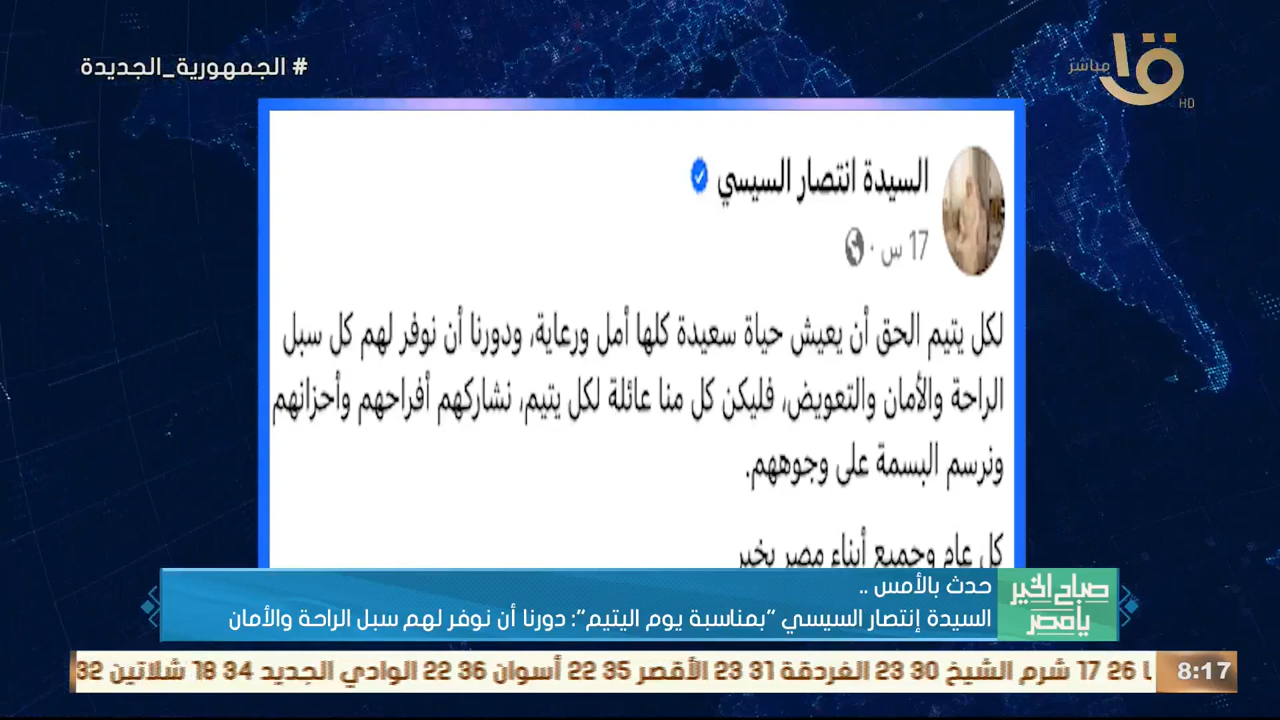 # الجمهورية_الجديدة
مباشر
HD
السيدة انتصار السيسي
17 س ·
لكل يتيم الحق أن يعيش حياة سعيدة كلها أمل ورعاية، ودورنا أن نوفر لهم كل سبل
الراحة والأمان والتعويض، فليكن كل منا عائلة لكل يتيم، نشاركهم أفراحهم وأحزانهم
ونرسم البسمة على وجوههم.
كل عام وجميع أبناء مصر بخير
حدث بالأمس ..
السيدة إنتصار السيسي "بمناسبة يوم اليتيم": دورنا أن نوفر لهم سبل الراحة والأمان
صباح الخير
يا مصر
8:17
26 17 شرم الشيخ 30 23 الغردقة 31 23 الأقصر 35 22 أسوان 36 22 الوادي الجديد 34 18 شلاتين 32